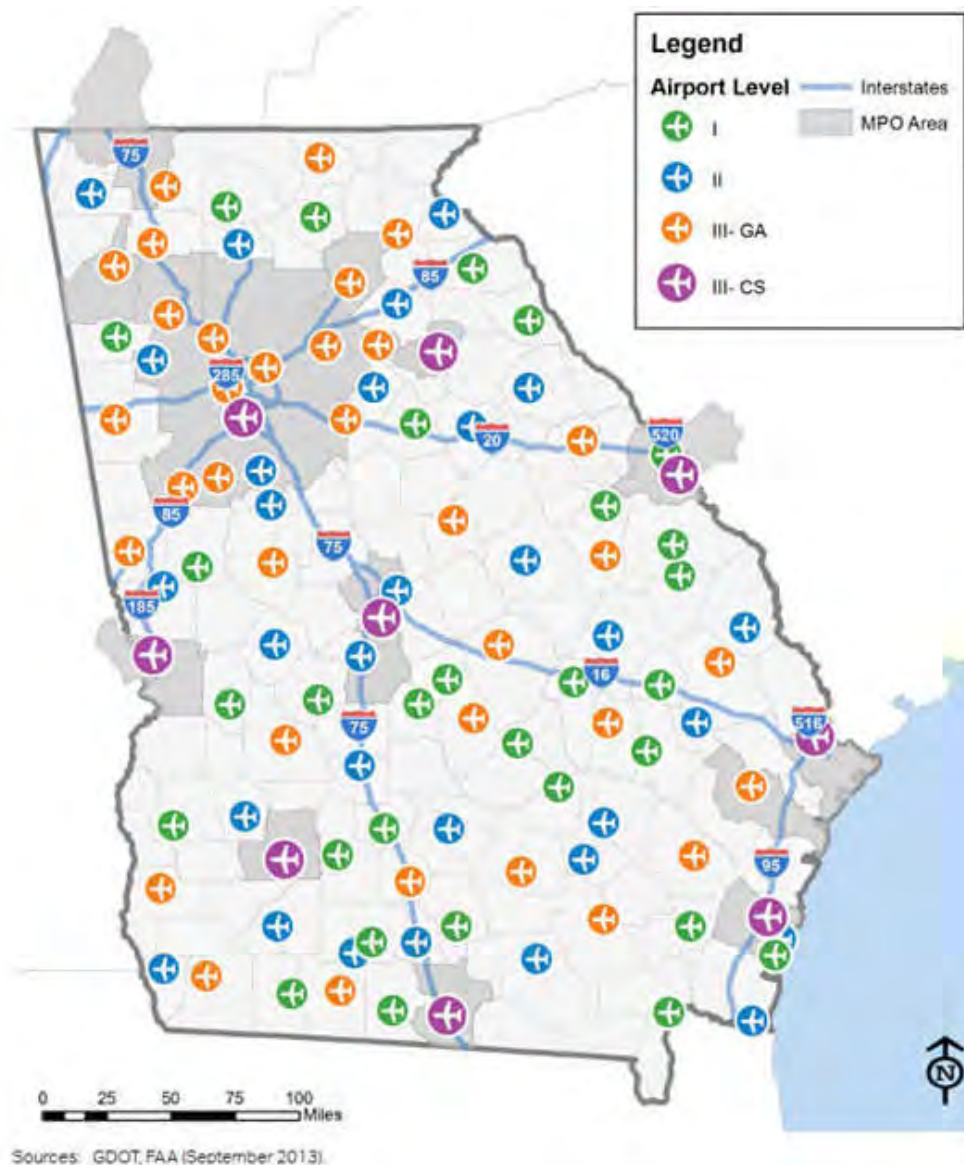 Legend
Airport Level
Interstates
I
MPO Area
II
III- GA
III- CS
75
85
285
20
520
85
75
185
16
75
516
95
N
0 25 50 75 100
Miles
Sources: GDOT, FAA (September 2013).